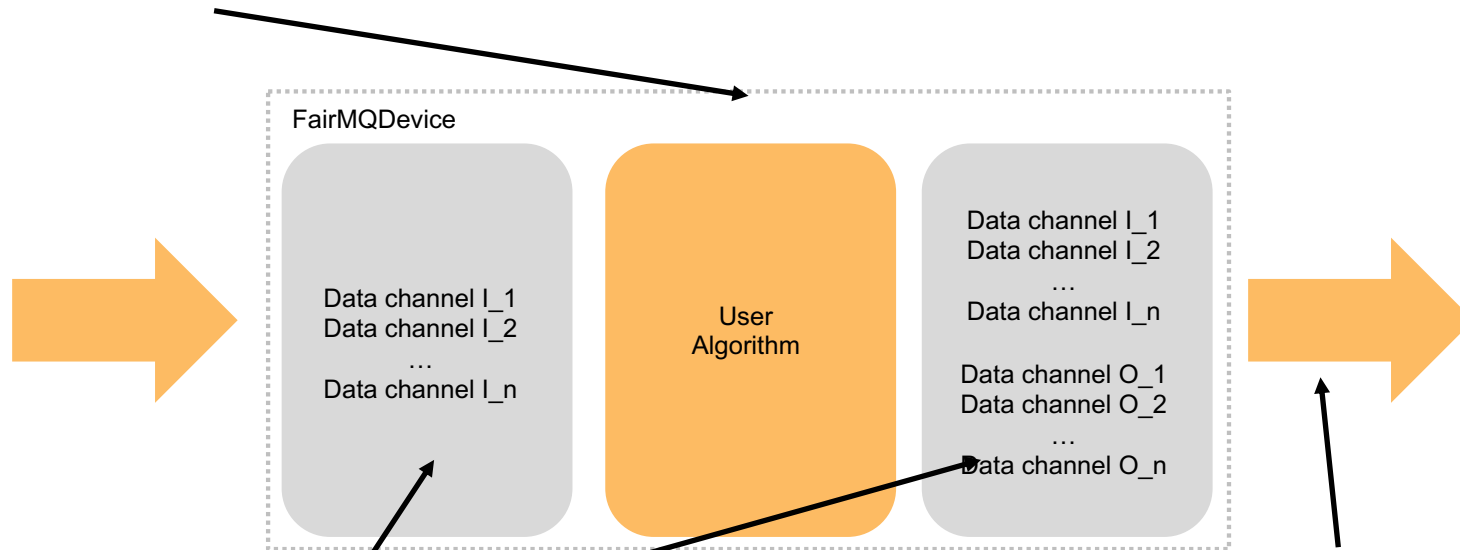 FairMQDevice
Data channel I_1
Data channel I_2
…
Data channel I_n
User
Algorithm
Data channel I_1
Data channel I_2
…
Data channel I_n
Data channel O_1
Data channel O_2
…
Data channel O_n